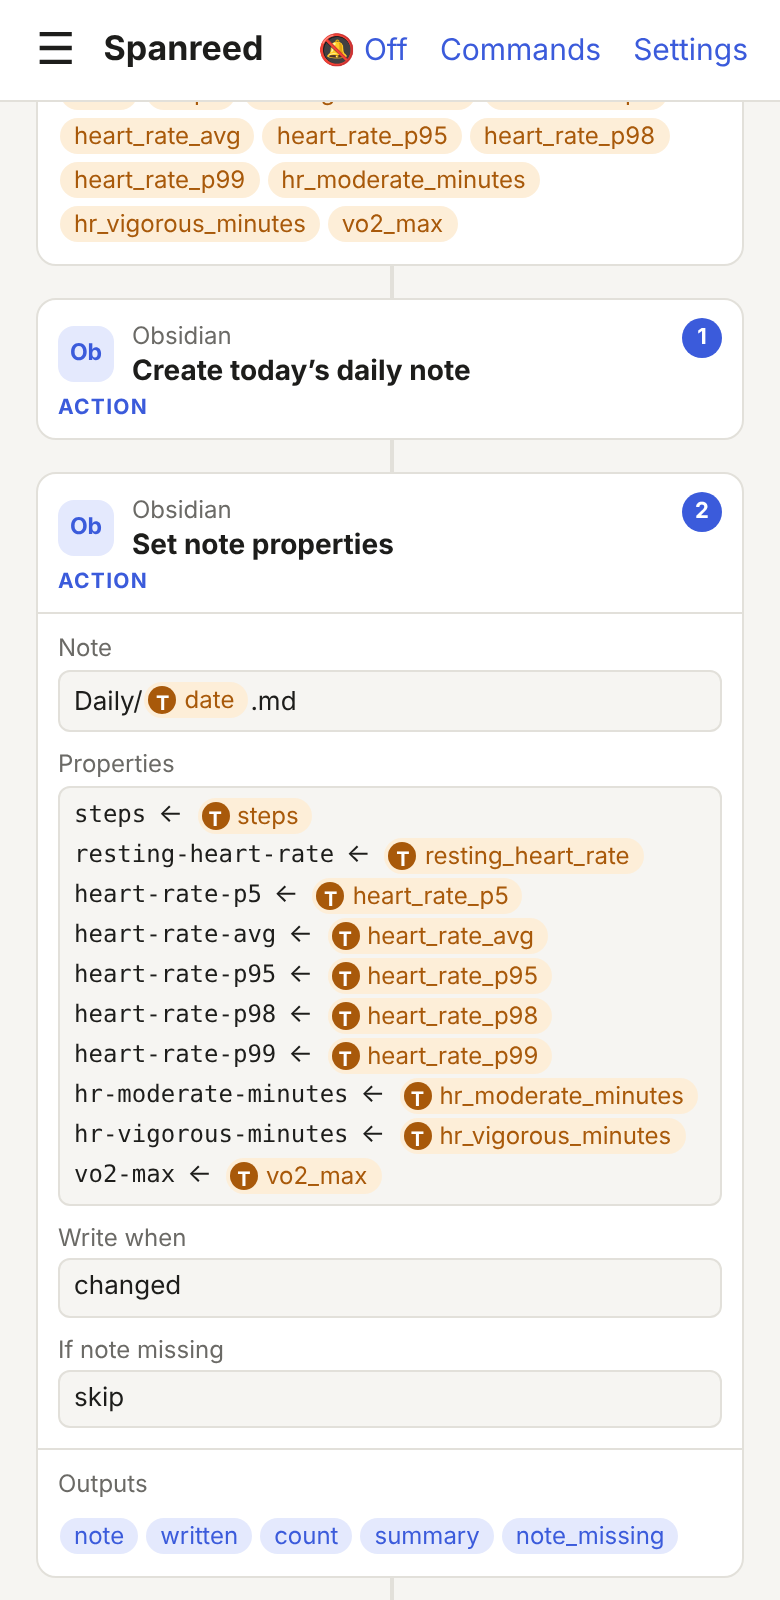 ☰ Spanreed 🔕 Off Commands Settings
heart_rate_avg heart_rate_p95 heart_rate_p98
heart_rate_p99 hr_moderate_minutes
hr_vigorous_minutes vo2_max
Ob Obsidian 1
Create today’s daily note
ACTION
Ob Obsidian 2
Set note properties
ACTION
Note
Daily/ T date .md
Properties
steps ← T steps
resting-heart-rate ← T resting_heart_rate
heart-rate-p5 ← T heart_rate_p5
heart-rate-avg ← T heart_rate_avg
heart-rate-p95 ← T heart_rate_p95
heart-rate-p98 ← T heart_rate_p98
heart-rate-p99 ← T heart_rate_p99
hr-moderate-minutes ← T hr_moderate_minutes
hr-vigorous-minutes ← T hr_vigorous_minutes
vo2-max ← T vo2_max
Write when
changed
If note missing
skip
Outputs
note written count summary note_missing